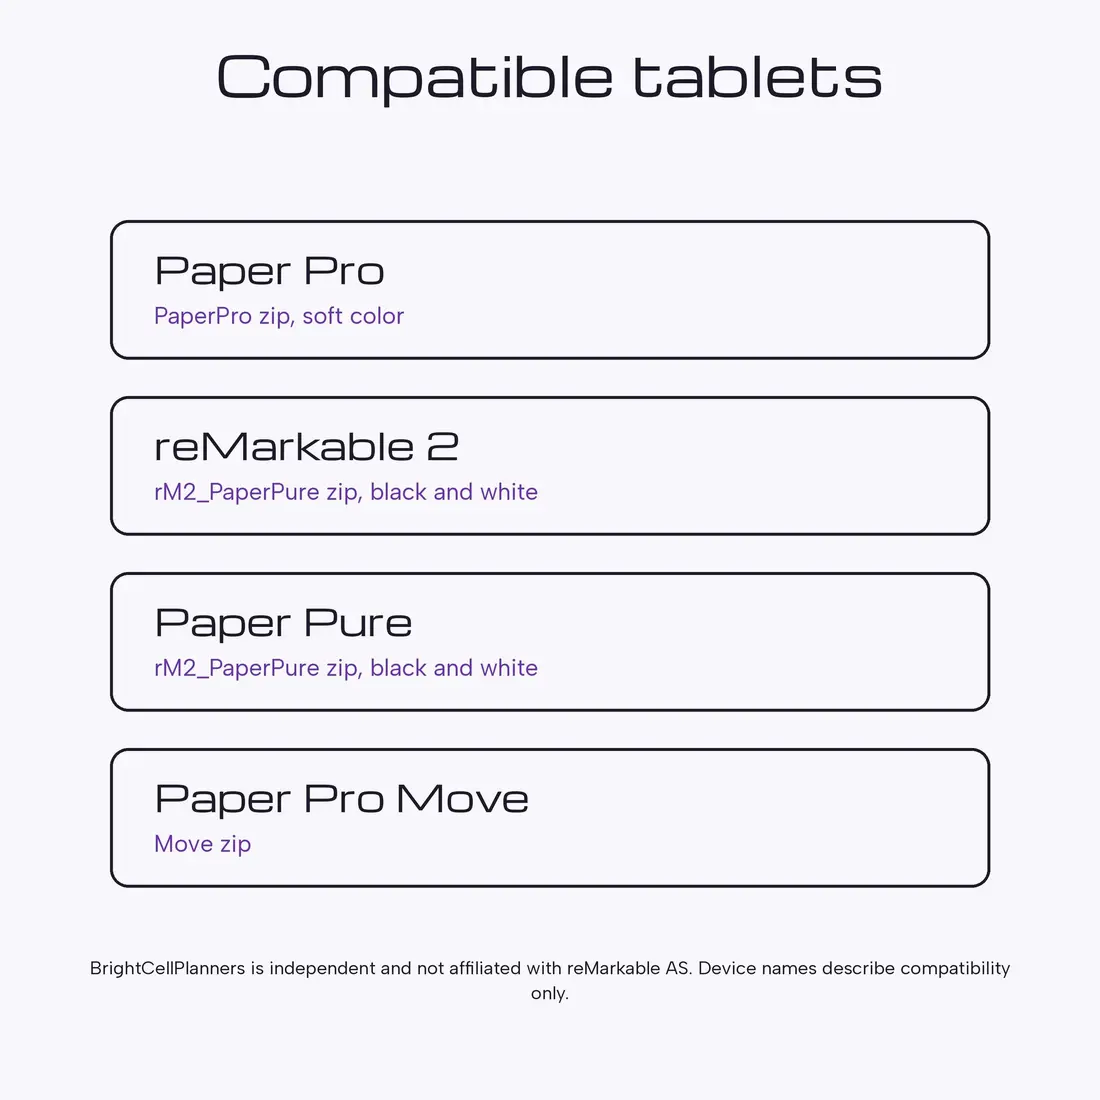 Compatible tablets
Paper Pro
PaperPro zip, soft color
reMarkable 2
rM2_PaperPure zip, black and white
Paper Pure
rM2_PaperPure zip, black and white
Paper Pro Move
Move zip
BrightCellPlanners is independent and not affiliated with reMarkable AS. Device names describe compatibility
only.